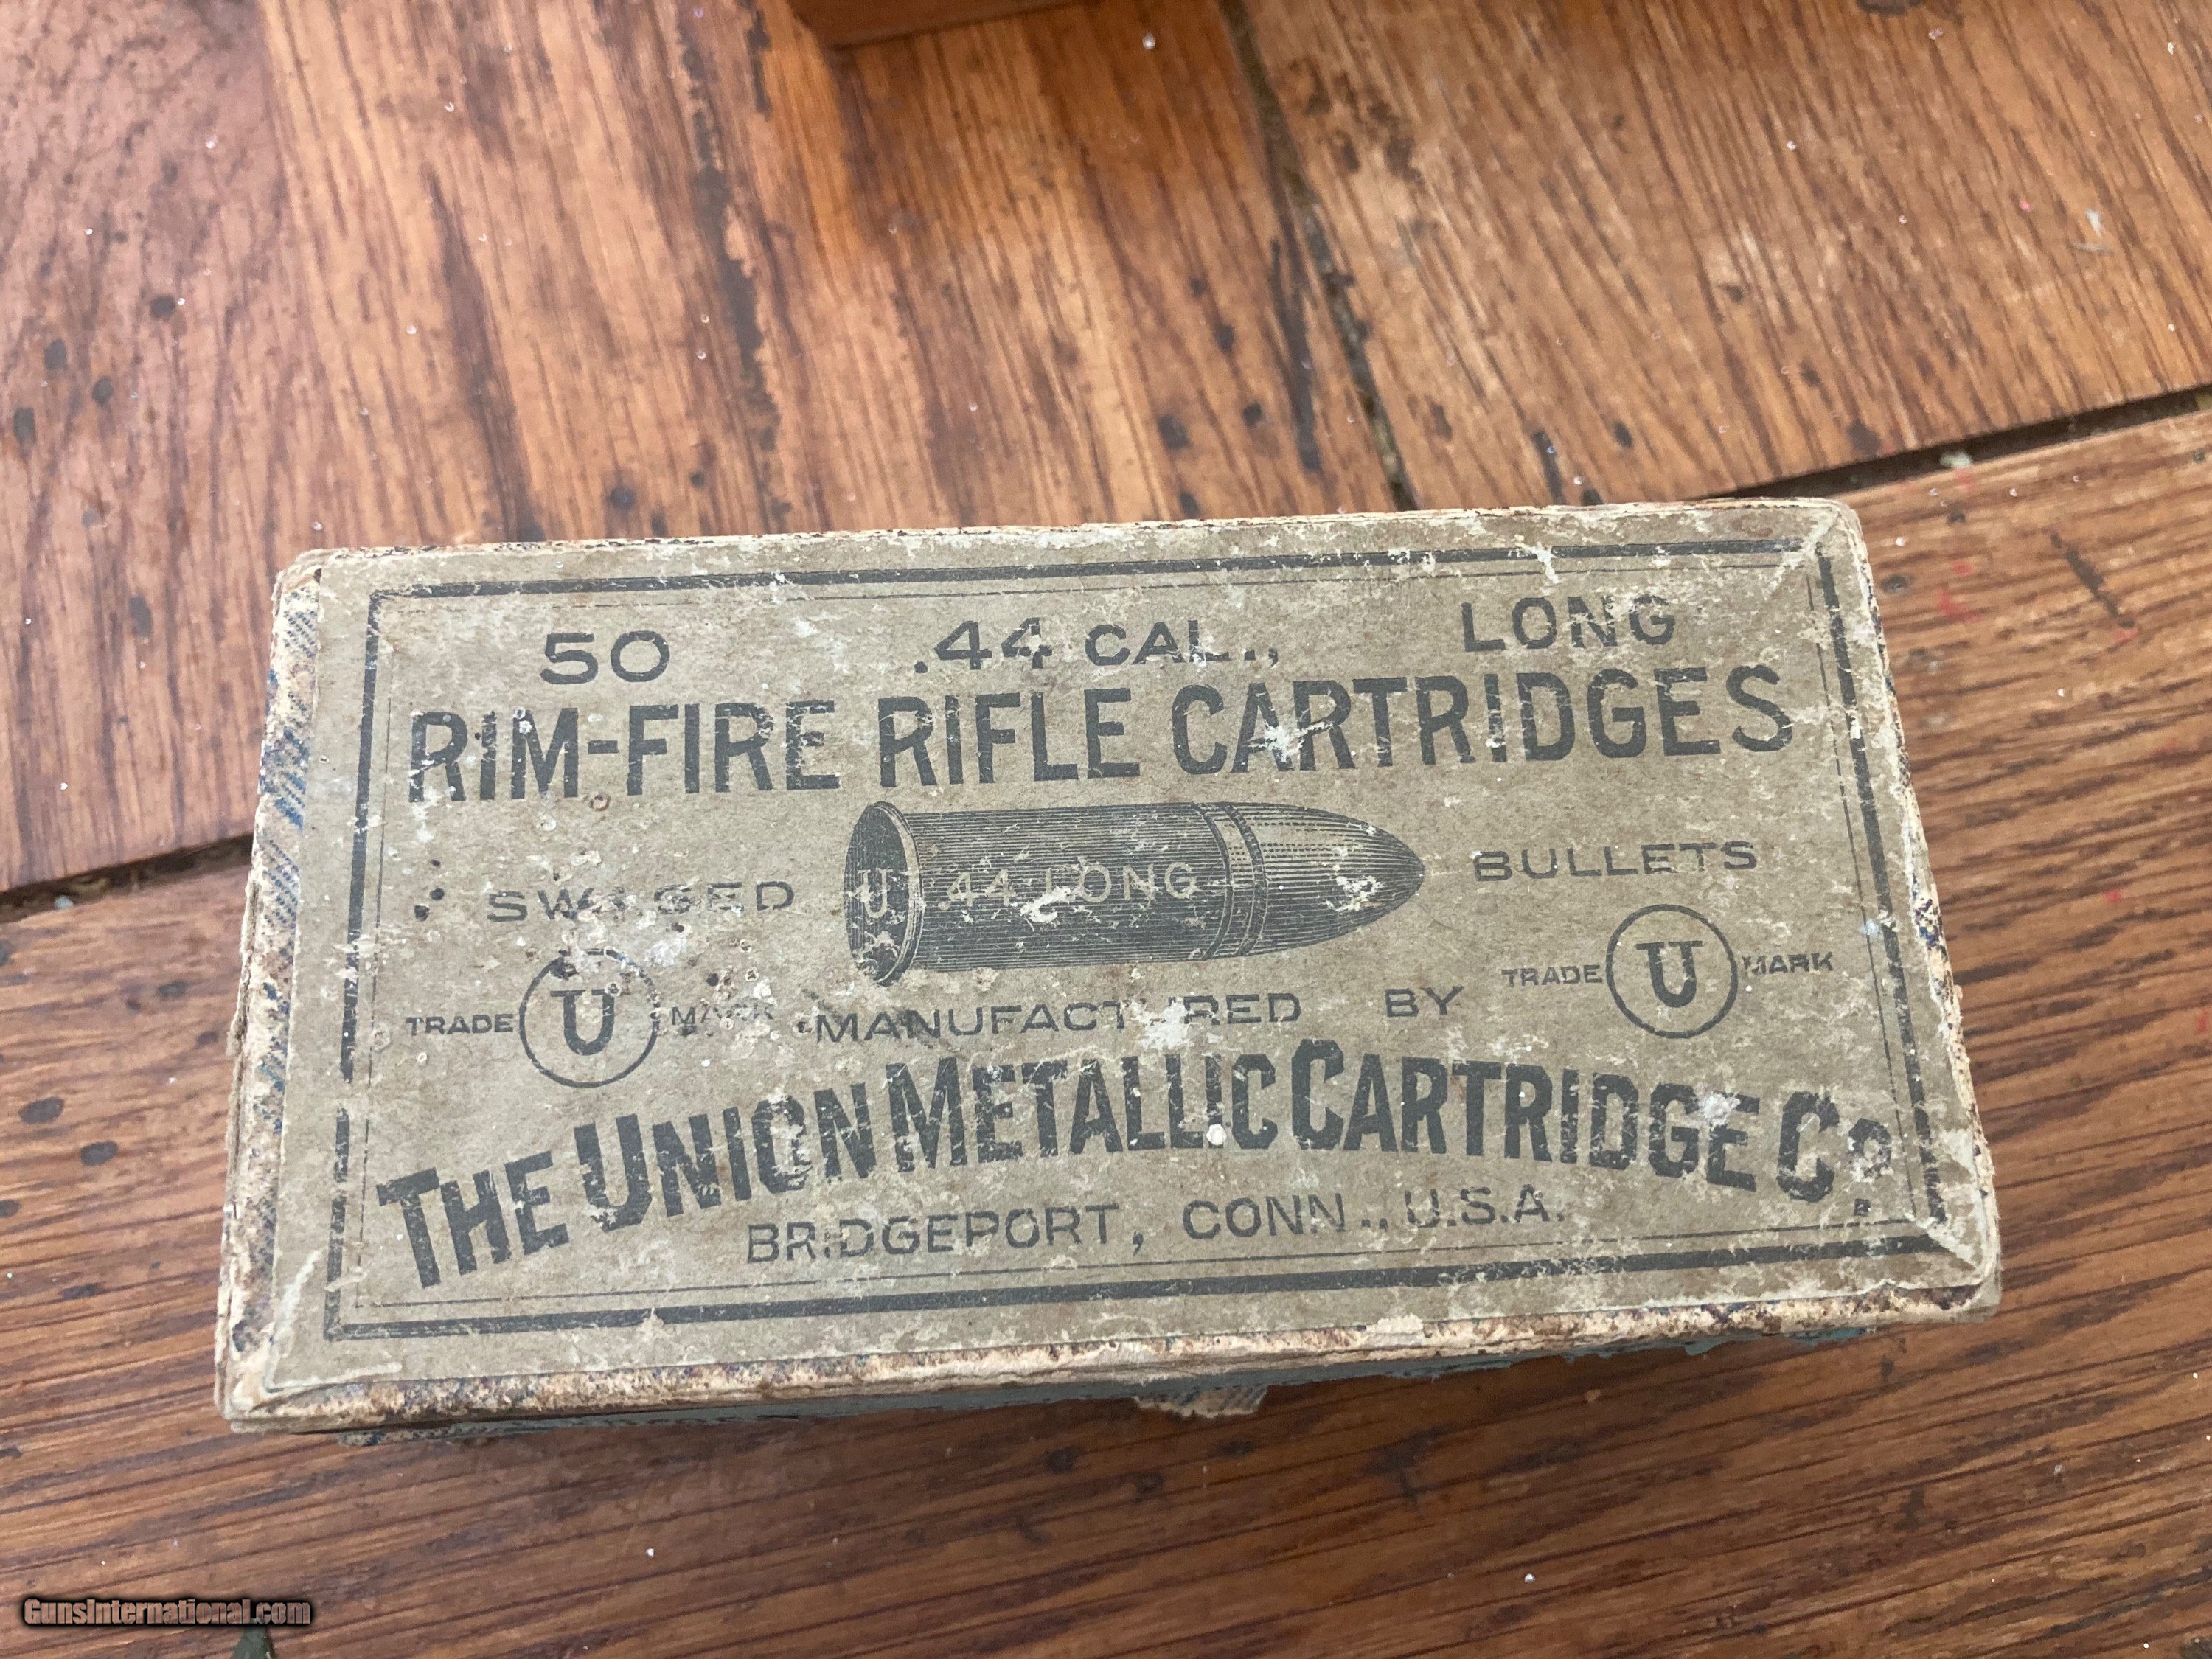 50 .44 CAL., LONG
RIM-FIRE RIFLE CARTRIDGES
SWAGED U .44 LONG BULLETS
TRADE U MARK MANUFACTURED BY TRADE U MARK
THE UNION METALLIC CARTRIDGE Co.
BRIDGEPORT, CONN., U.S.A.
GunsInternational.com